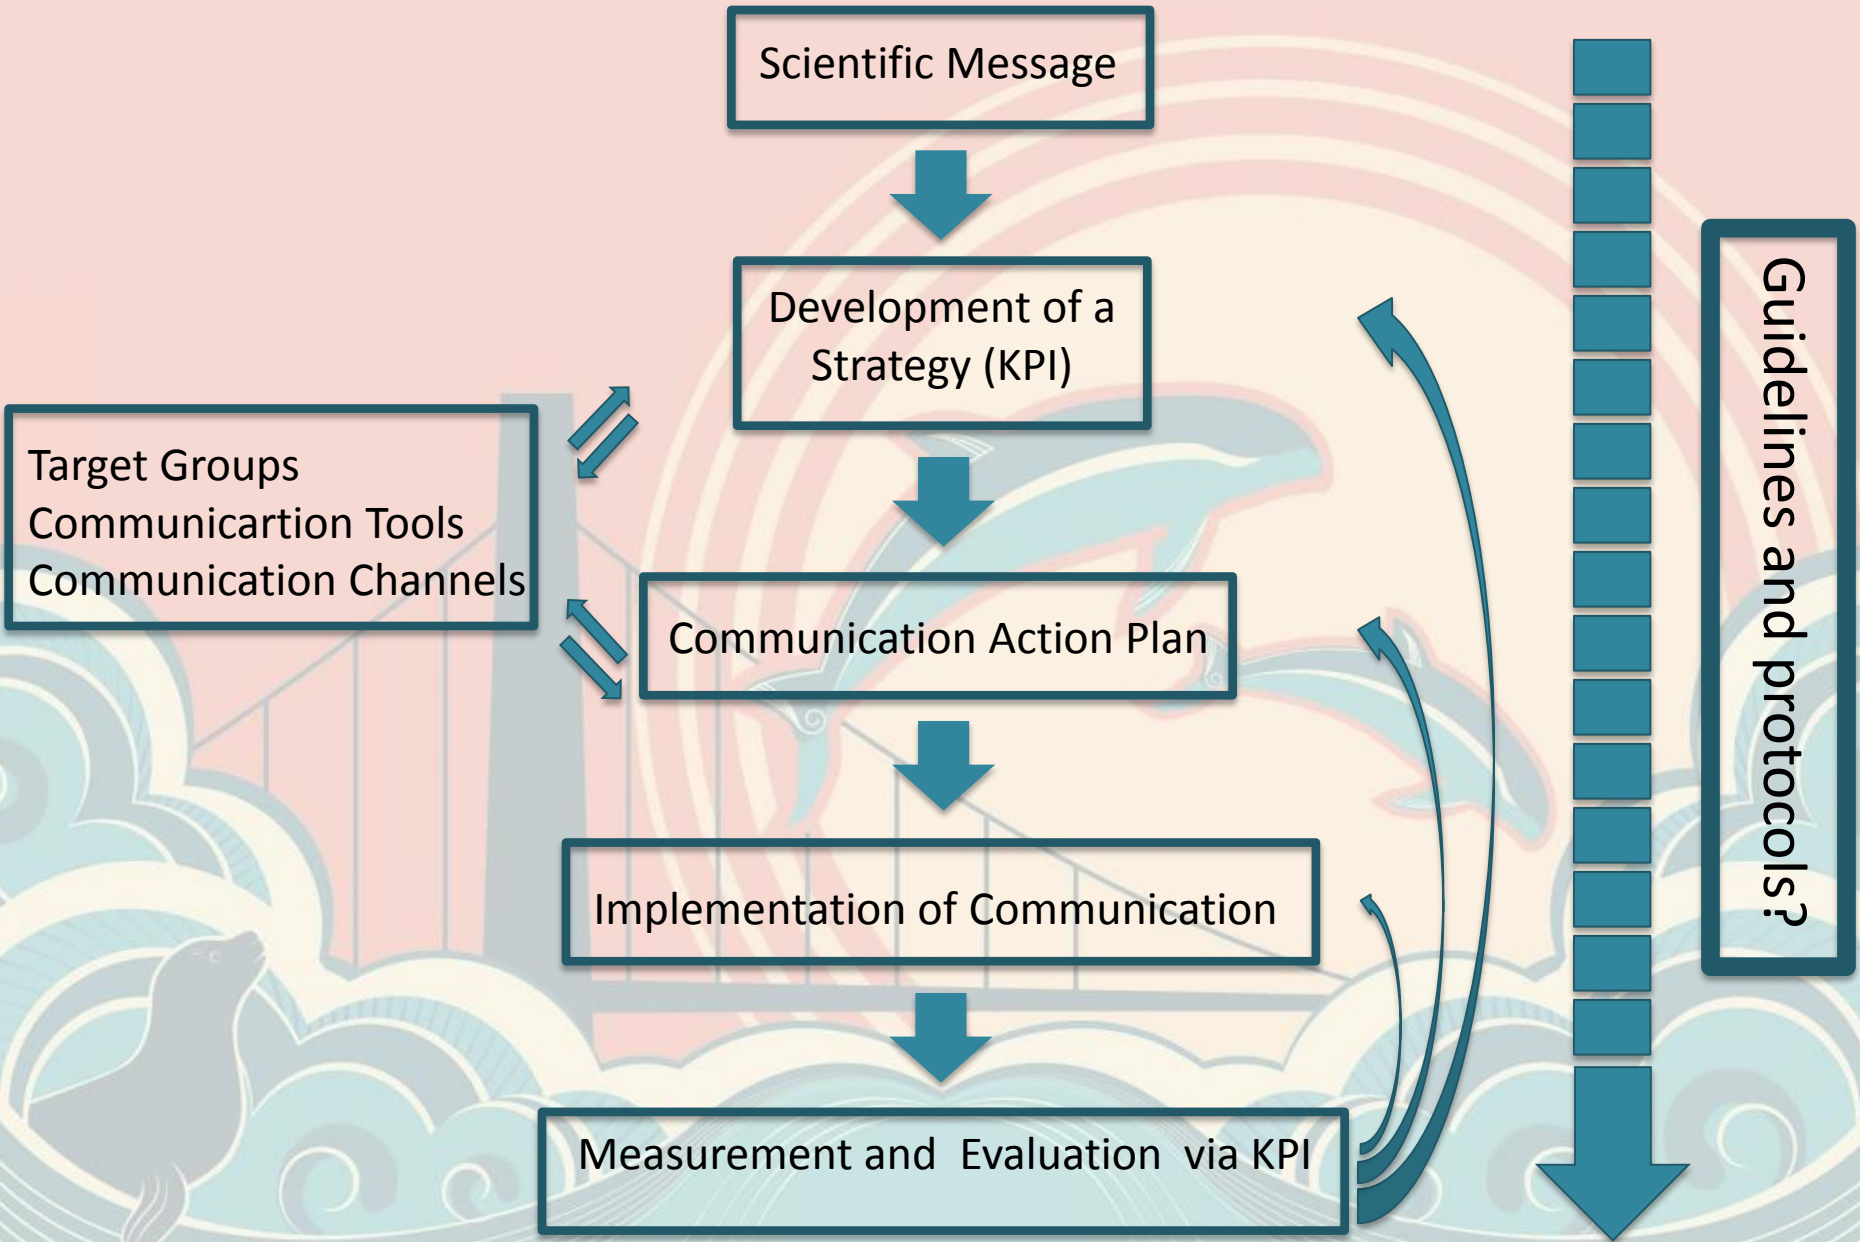 Scientific Message
Development of a
Strategy (KPI)
Target Groups
Communicartion Tools
Communication Channels
Communication Action Plan
Implementation of Communication
Measurement and  Evaluation  via KPI
Guidelines and protocols?